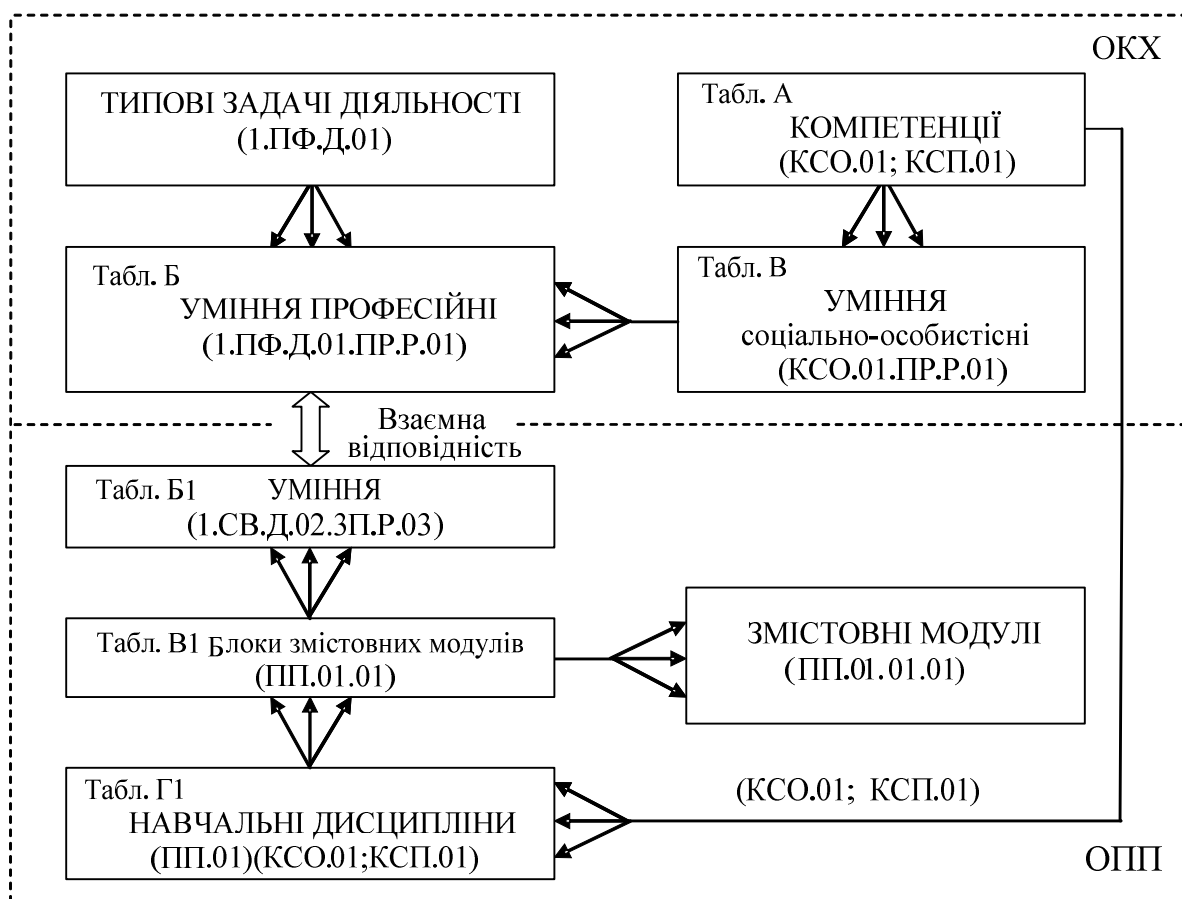 ОКХ
ТИПОВІ ЗАДАЧІ ДІЯЛЬНОСТІ
(1.ПФ.Д.01)
Табл. А
КОМПЕТЕНЦІЇ
(КСО.01; КСП.01)
Табл. Б
УМІННЯ ПРОФЕСІЙНІ
(1.ПФ.Д.01.ПР.Р.01)
Табл. В
УМІННЯ
соціально-особистісні
(КСО.01.ПР.Р.01)
Взаємна
відповідність
Табл. Б1 УМІННЯ
(1.СВ.Д.02.ЗП.Р.03)
Табл. В1 Блоки змістовних модулів
(ПП.01.01)
ЗМІСТОВНІ МОДУЛІ
(ПП.01.01.01)
Табл. Г1
НАВЧАЛЬНІ ДИСЦИПЛІНИ
(ПП.01)(КСО.01;КСП.01)
(КСО.01; КСП.01)
ОПП